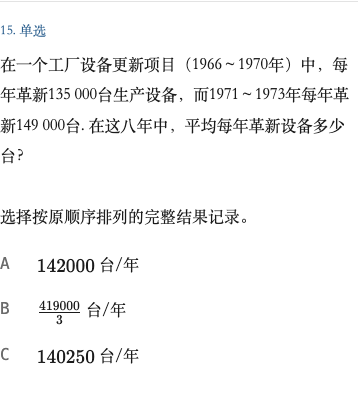 15. 单选
在一个工厂设备更新项目（1966～1970年）中，每
年革新135 000台生产设备，而1971～1973年每年革
新149 000台. 在这八年中，平均每年革新设备多少
台?
选择按原顺序排列的完整结果记录。
A 142000 台/年
B \frac{419000}{3} 台/年
C 140250 台/年